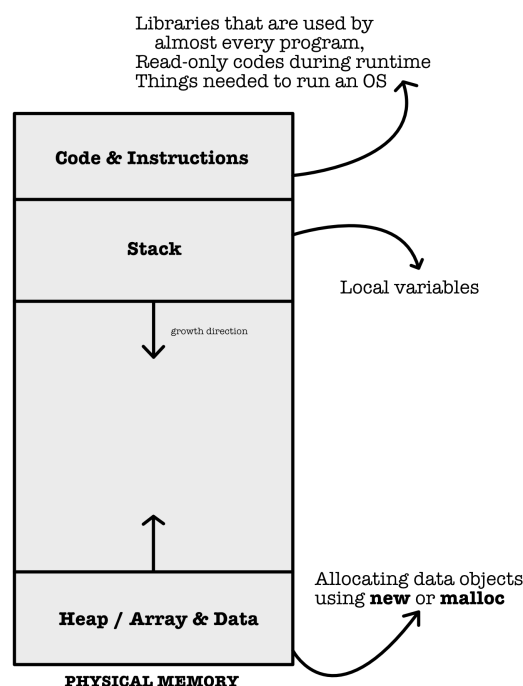 Libraries that are used by
almost every program,
Read-only codes during runtime
Things needed to run an OS
Code & Instructions
Stack
Local variables
growth direction
Allocating data objects
using new or malloc
Heap / Array & Data
PHYSICAL MEMORY